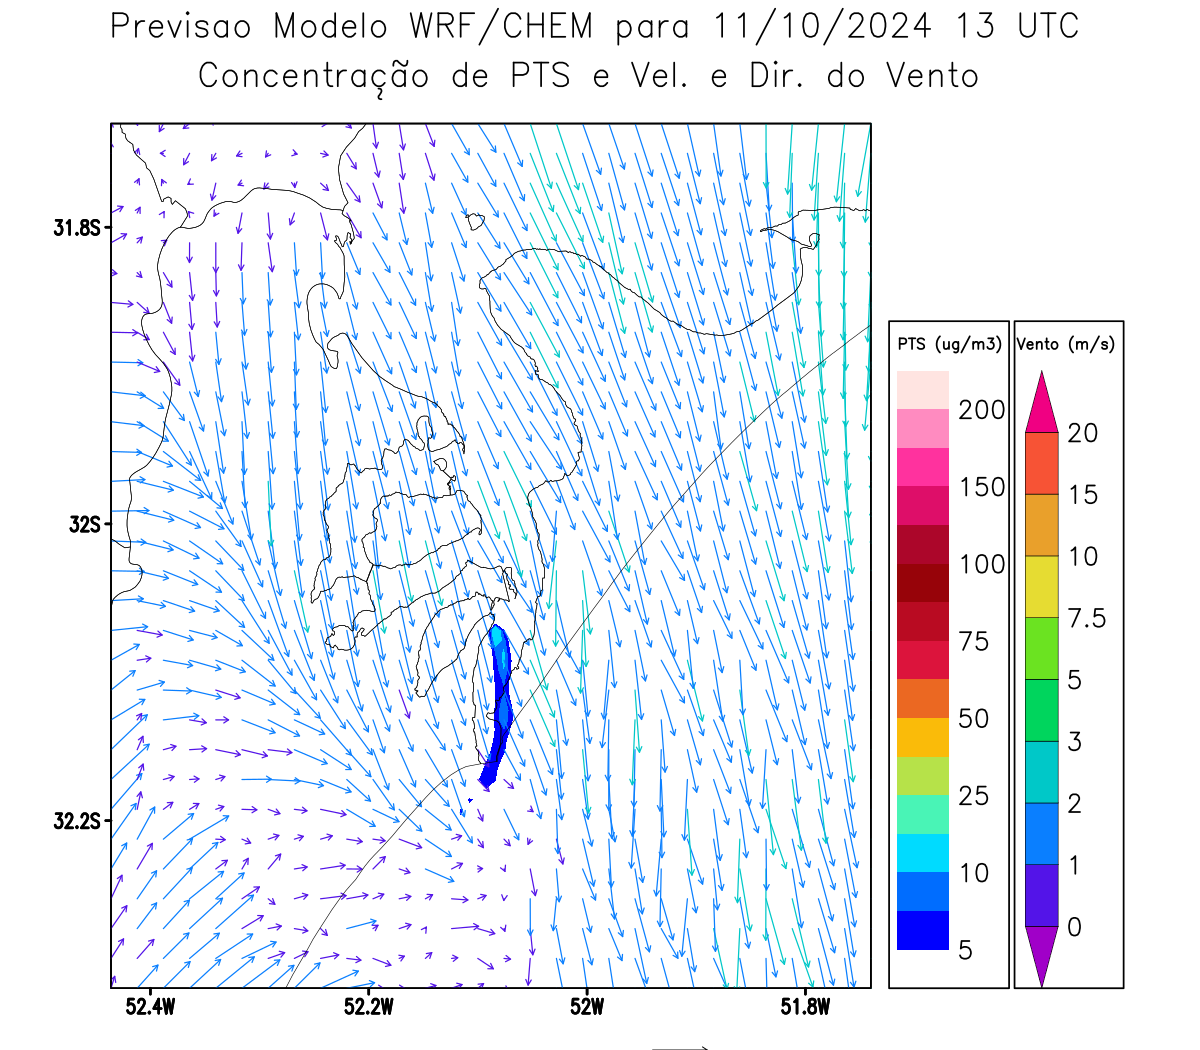 Previsao Modelo WRF/CHEM para 11/10/2024 13 UTC
Concentração de PTS e Vel. e Dir. do Vento
31.8S
32S
32.2S
52.4W 52.2W 52W 51.8W
PTS (ug/m3)
200
150
100
75
50
25
10
5
Vento (m/s)
20
15
10
7.5
5
3
2
1
0